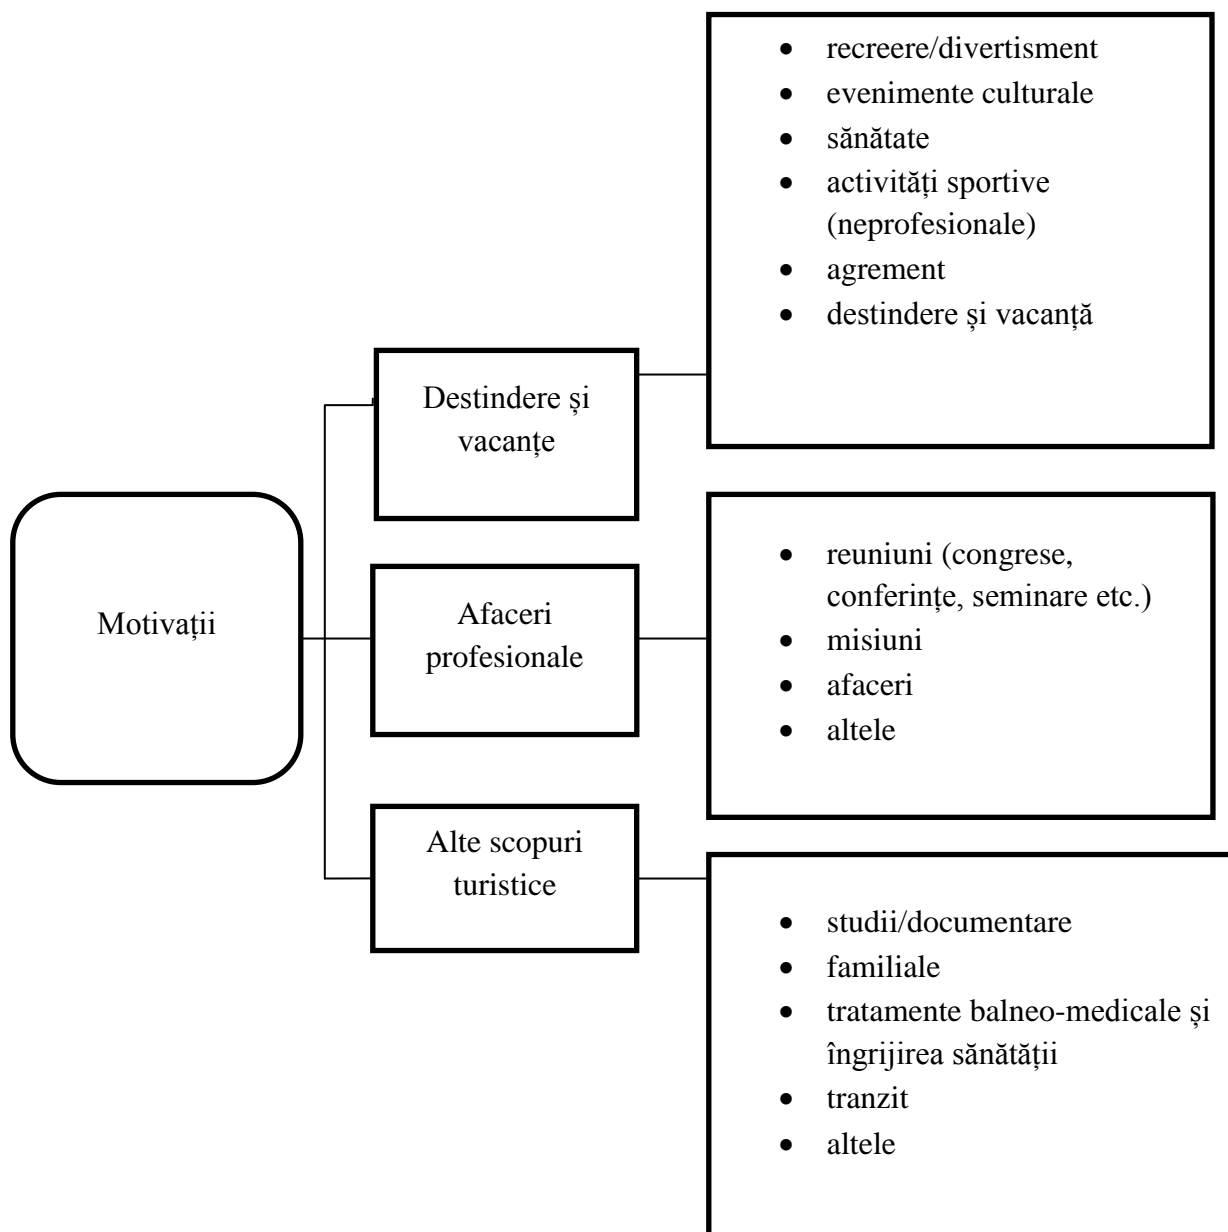 Motivații
Destindere și
vacanțe
• recreere/divertisment
• evenimente culturale
• sănătate
• activități sportive
(neprofesionale)
• agrement
• destindere și vacanță
Afaceri
profesionale
• reuniuni (congrese,
conferințe, seminare etc.)
• misiuni
• afaceri
• altele
Alte scopuri
turistice
• studii/documentare
• familiale
• tratamente balneo-medicale și
îngrijirea sănătății
• tranzit
• altele